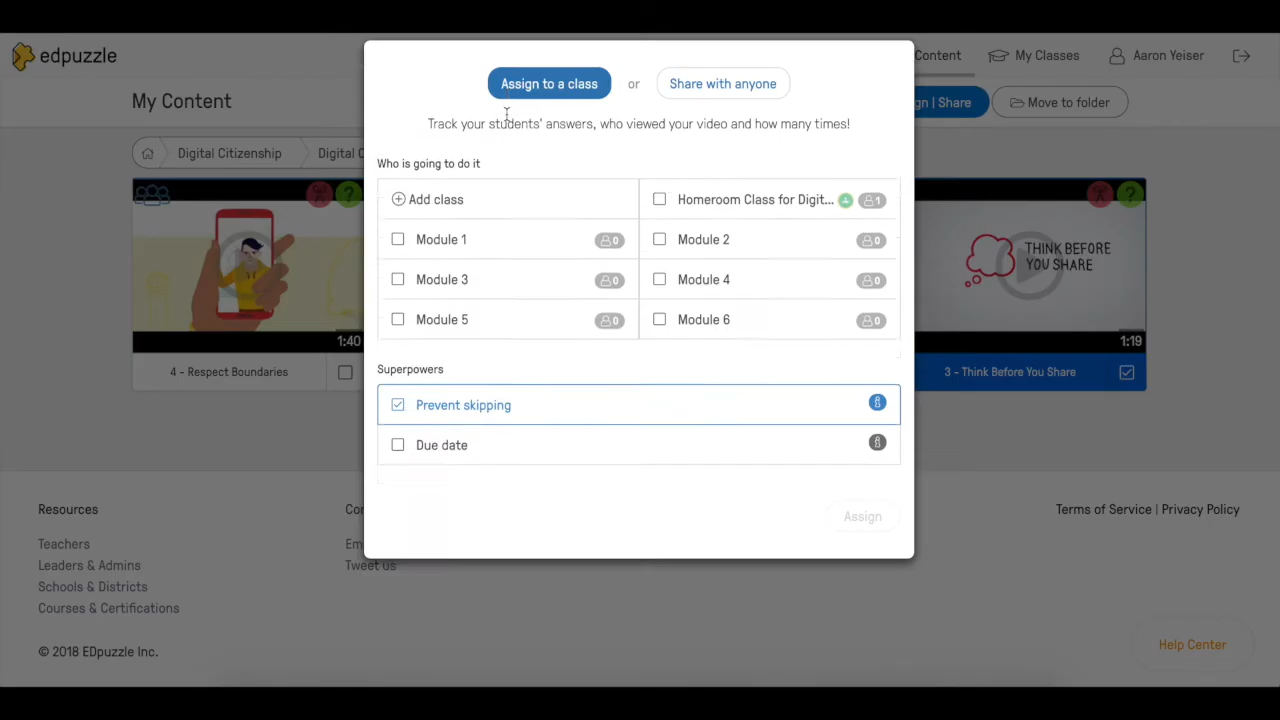 edpuzzle
Content
My Classes
Aaron Yeiser
My Content
gn | Share
Move to folder
Digital Citizenship
Digital C
Assign to a class
or
Share with anyone
Track your students' answers, who viewed your video and how many times!
Who is going to do it
Add class
Homeroom Class for Digit...
1
Module 1
0
Module 2
0
Module 3
0
Module 4
0
Module 5
0
Module 6
0
Superpowers
Prevent skipping
Due date
Assign
?
1:40
4 - Respect Boundaries
?
THINK BEFORE
YOU SHARE
1:19
3 - Think Before You Share
Resources
Teachers
Leaders & Admins
Schools & Districts
Courses & Certifications
© 2018 EDpuzzle Inc.
Co
Em
Tweet us
Terms of Service | Privacy Policy
Help Center